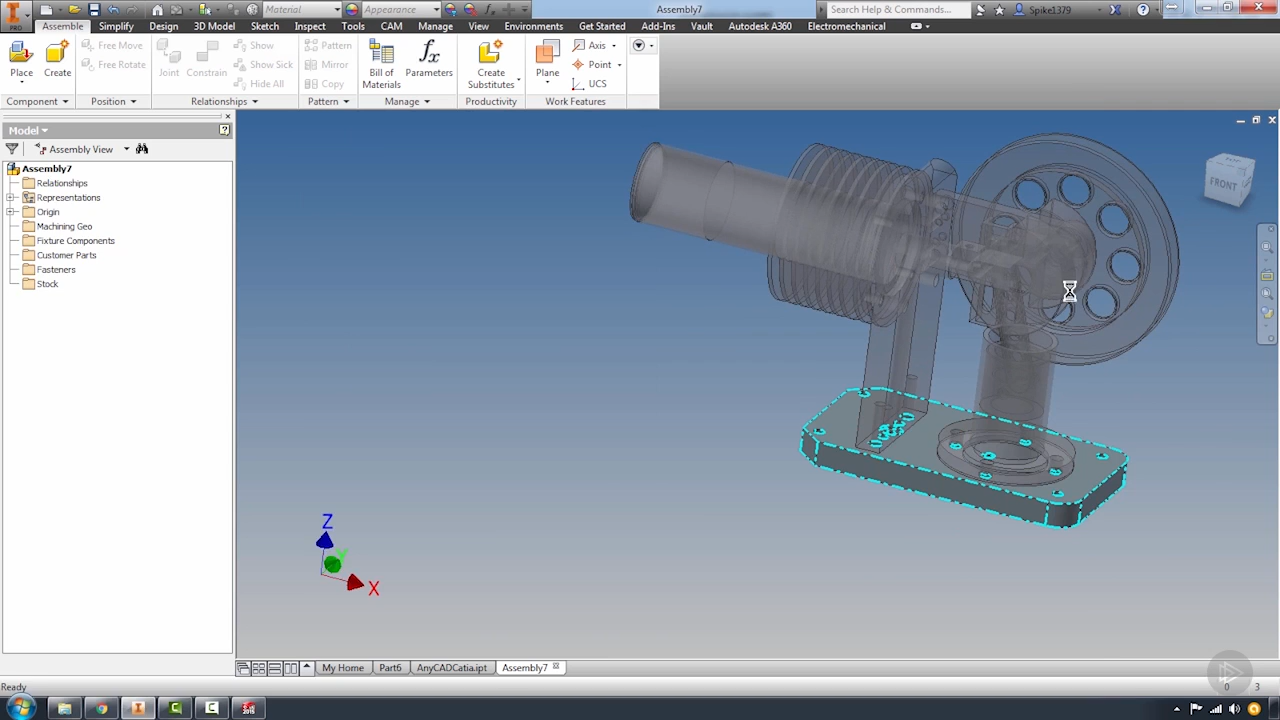 Material
Appearance
Assembly7
Search Help & Commands...
Spike1379
PRO
Assemble Simplify Design 3D Model Sketch Inspect Tools CAM Manage View Environments Get Started Add-Ins Vault Autodesk A360 Electromechanical
Place
Create
Free Move
Free Rotate
Joint
Constrain
Show
Show Sick
Hide All
Pattern
Mirror
Copy
Bill of
Materials
Parameters
Create
Substitutes
Plane
Axis
Point
UCS
Component Position Relationships Pattern Manage Productivity Work Features
Model
Assembly View
Assembly7
Relationships
Representations
Origin
Machining Geo
Fixture Components
Customer Parts
Fasteners
Stock
FRONT
Z
Y
X
My Home Part6 AnyCADCatia.ipt Assembly7
Ready
0 3
2015